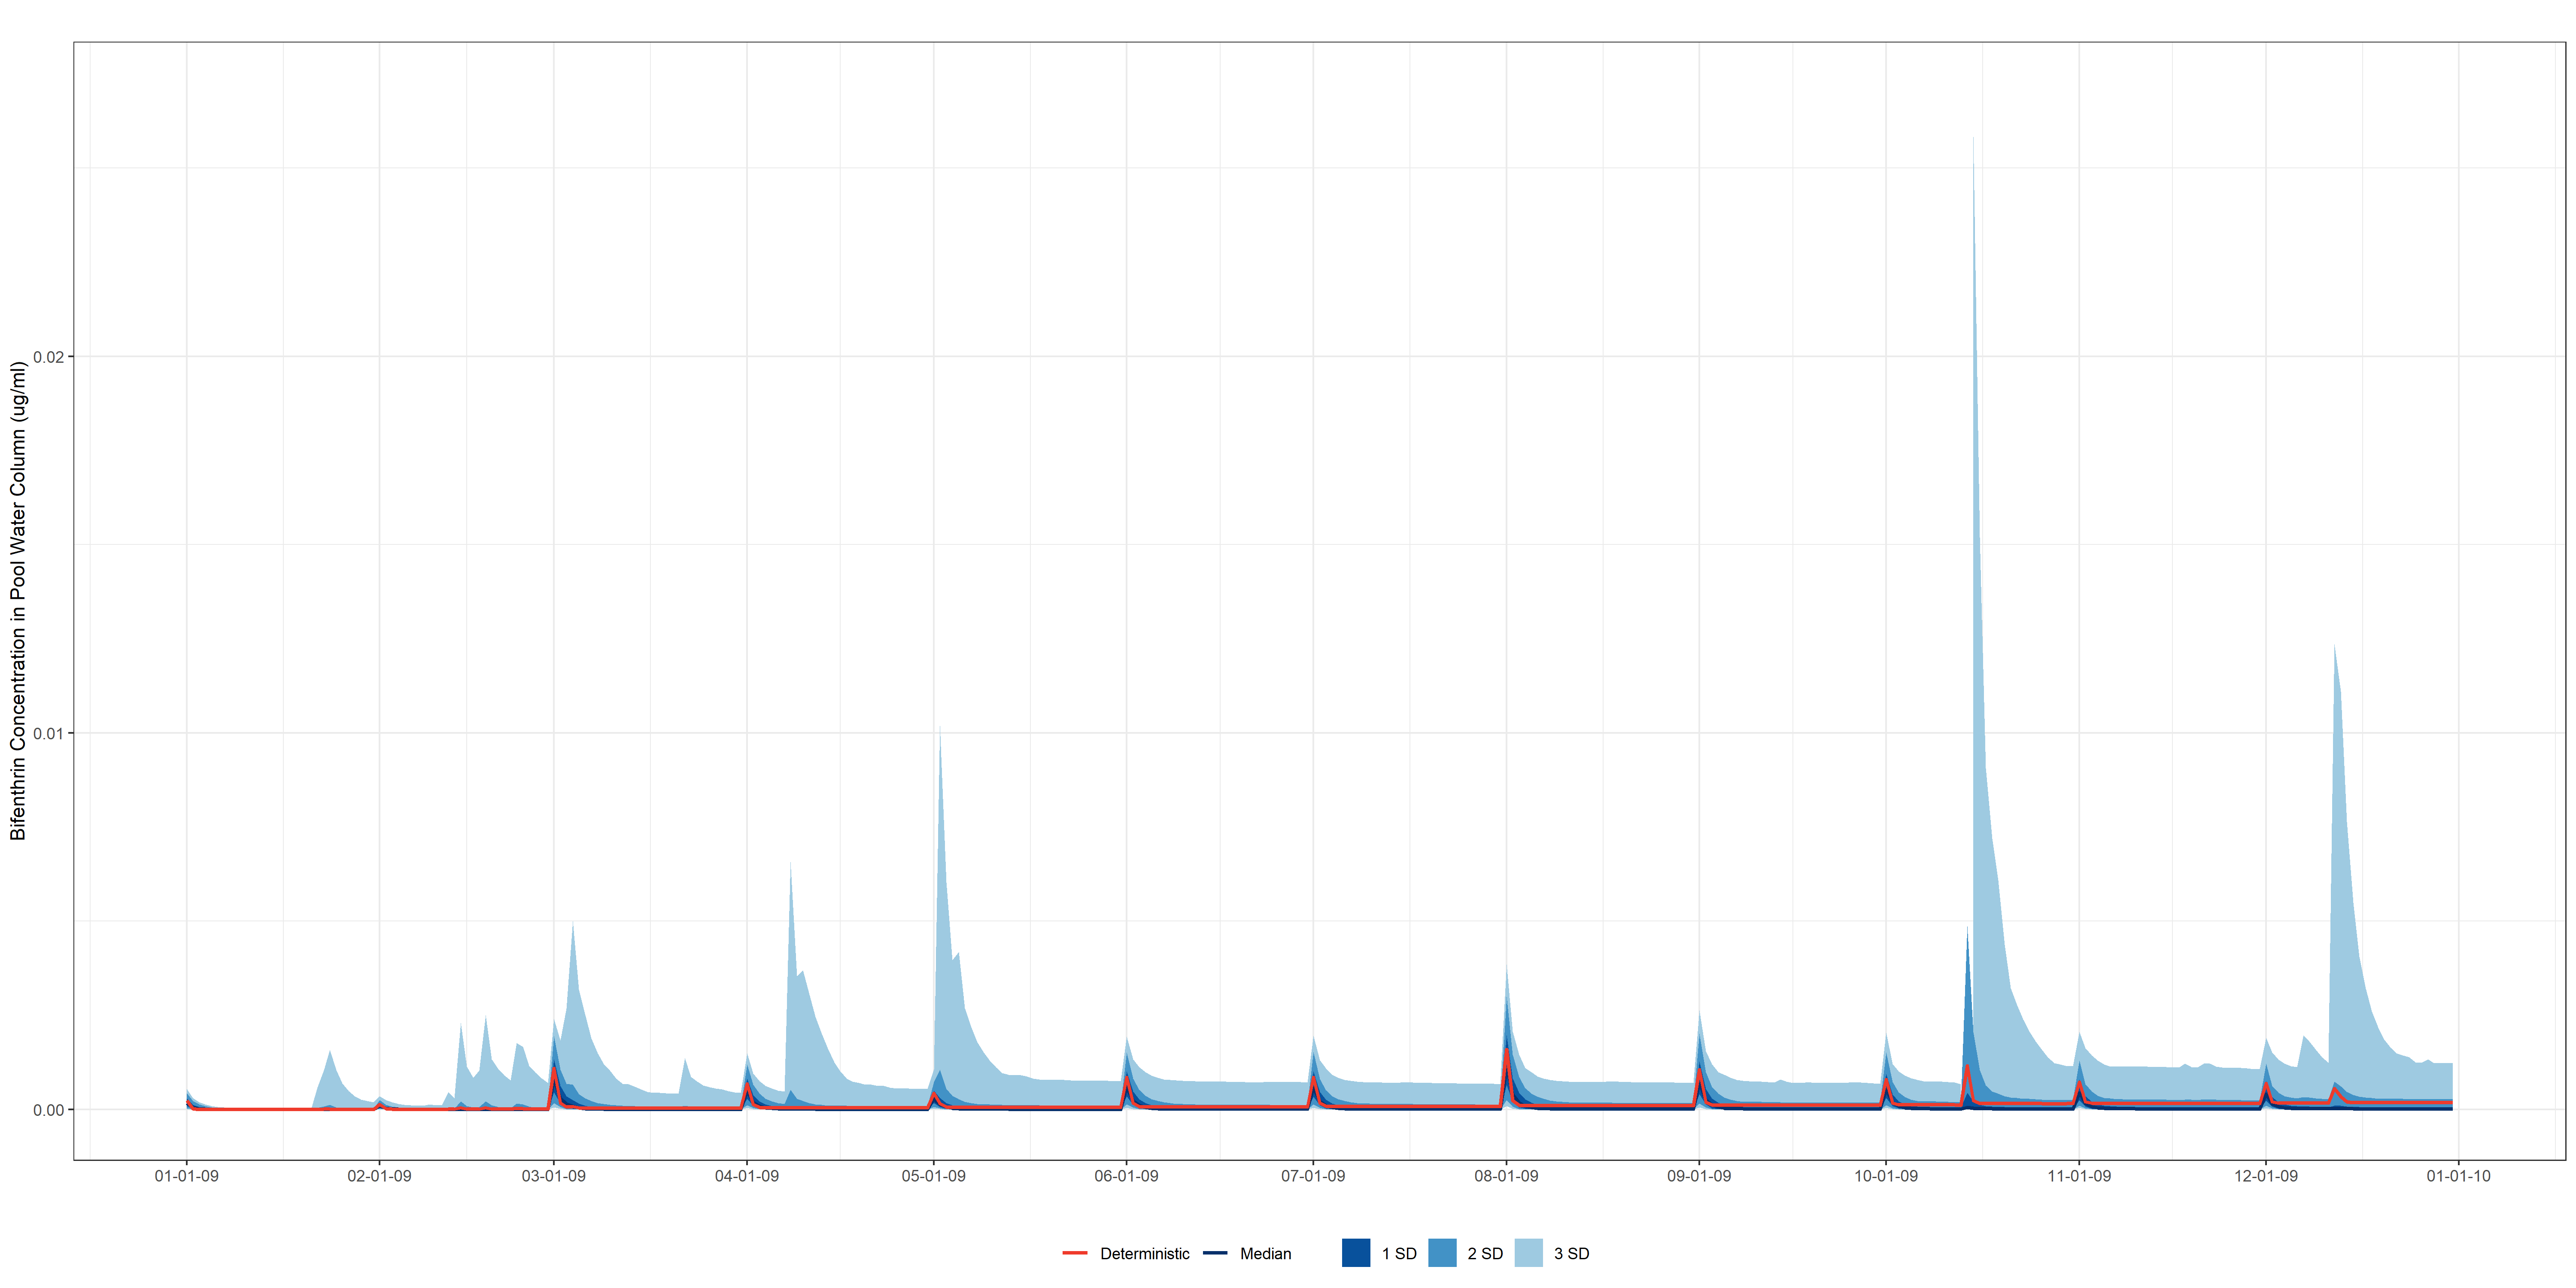 Bifenthrin Concentration in Pool Water Column (ug/ml)
0.02
0.01
0.00
01-01-09 02-01-09 03-01-09 04-01-09 05-01-09 06-01-09 07-01-09 08-01-09 09-01-09 10-01-09 11-01-09 12-01-09 01-01-10
Deterministic Median 1 SD 2 SD 3 SD